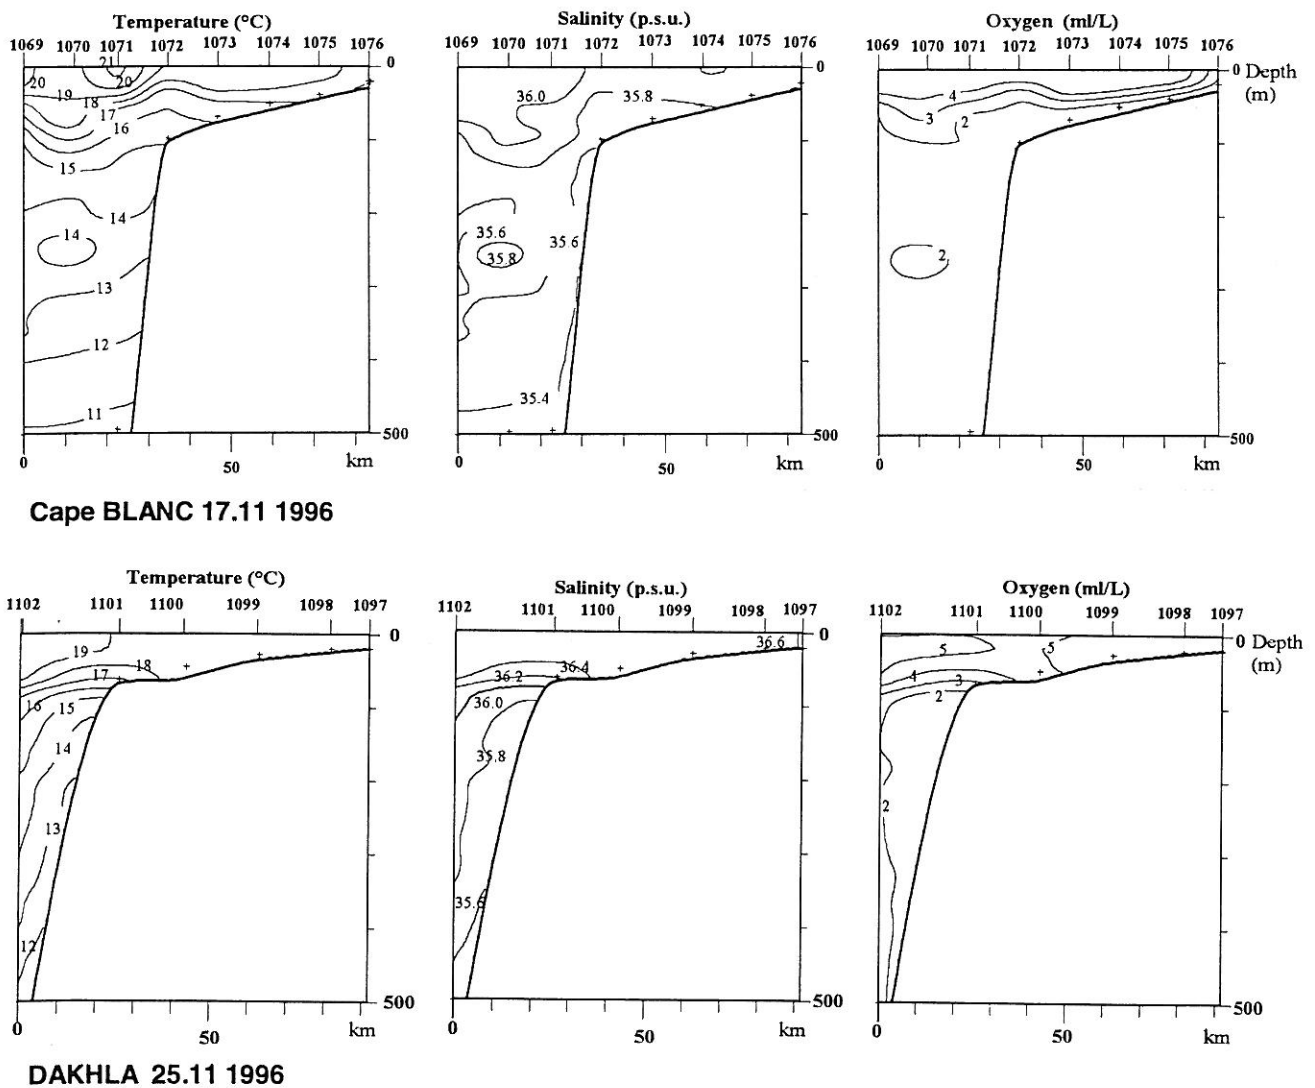 Temperature (°C) Salinity (p.s.u.) Oxygen (ml/L)
1069 1070 1071 1072 1073 1074 1075 1076 1069 1070 1071 1072 1073 1074 1075 1076 1069 1070 1071 1072 1073 1074 1075 1076
21 0 0 0 Depth
20 20 (m)
19 18 36.0 35.8 4
17 3 2
16
15
14
14 35.6 35.6 2
35.8
13
12
35.4
11
500 500 500
0 50 km 0 50 km 0 50 km
Cape BLANC 17.11 1996
Temperature (°C) Salinity (p.s.u.) Oxygen (ml/L)
1102 1101 1100 1099 1098 1097 1102 1101 1100 1099 1098 1097 1102 1101 1100 1099 1098 1097
0 36.6 0 0 Depth
19 5 5 (m)
18 36.4
17 36.2 4 3
16 15 36.0 2
14 35.8
2
13
35.6
12
500 500 500
0 50 km 0 50 km 0 50 km
DAKHLA 25.11 1996